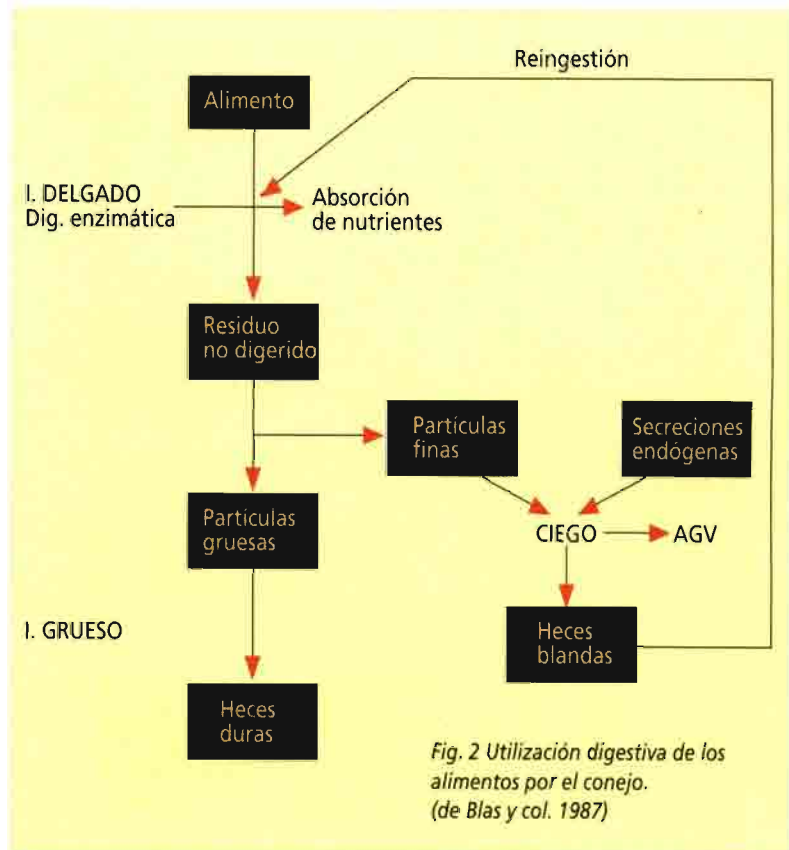 Reingestión
Alimento
I. DELGADO
Dig. enzimática
Absorción
de nutrientes
Residuo
no digerido
Partículas
finas
Secreciones
endógenas
Partículas
gruesas
CIEGO
AGV
I. GRUESO
Heces
blandas
Heces
duras
Fig. 2 Utilización digestiva de los
alimentos por el conejo.
(de Blas y col. 1987)